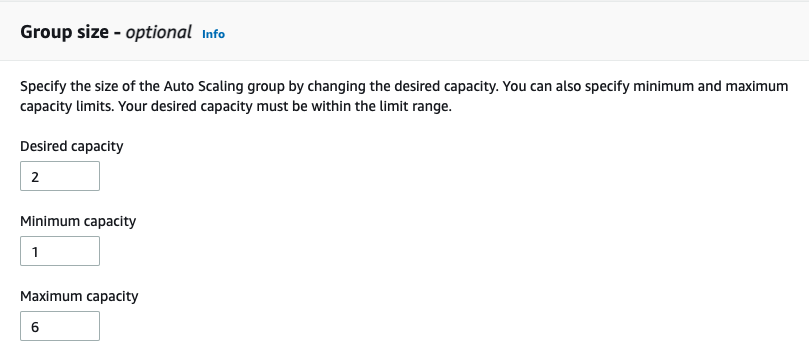 Group size - optional Info
Specify the size of the Auto Scaling group by changing the desired capacity. You can also specify minimum and maximum
capacity limits. Your desired capacity must be within the limit range.
Desired capacity
2
Minimum capacity
1
Maximum capacity
6